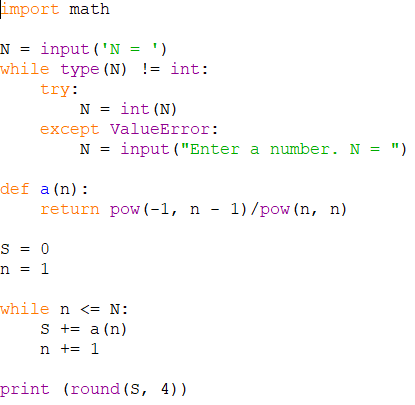 import math
N = input('N = ')
while type(N) != int:
    try:
        N = int(N)
    except ValueError:
        N = input("Enter a number. N = ")
def a(n):
    return pow(-1, n - 1)/pow(n, n)
S = 0
n = 1
while n <= N:
    S += a(n)
    n += 1
print (round(S, 4))